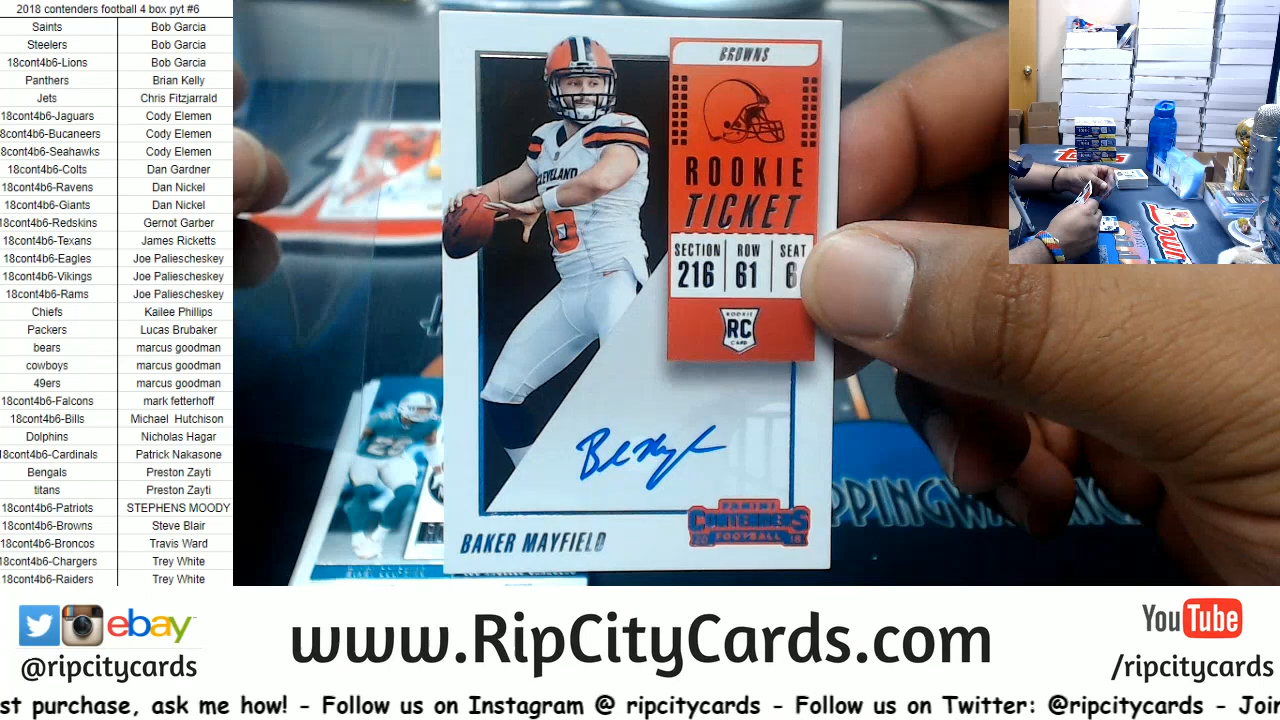 2018 contenders football 4 box pyt #6
Saints Bob Garcia
Steelers Bob Garcia
18cont4b6-Lions Bob Garcia
Panthers Brian Kelly
Jets Chris Fitzjarrald
18cont4b6-Jaguars Cody Elemen
8cont4b6-Bucaneers Cody Elemen
8cont4b6-Seahawks Cody Elemen
18cont4b6-Colts Dan Gardner
18cont4b6-Ravens Dan Nickel
18cont4b6-Giants Dan Nickel
8cont4b6-Redskins Gernot Garber
18cont4b6-Texans James Ricketts
18cont4b6-Eagles Joe Paliescheskey
18cont4b6-Vikings Joe Paliescheskey
18cont4b6-Rams Joe Paliescheskey
Chiefs Kailee Phillips
Packers Lucas Brubaker
bears marcus goodman
cowboys marcus goodman
49ers marcus goodman
18cont4b6-Falcons mark fetterhoff
18cont4b6-Bills Michael Hutchison
Dolphins Nicholas Hagar
8cont4b6-Cardinals Patrick Nakasone
Bengals Preston Zayti
titans Preston Zayti
18cont4b6-Patriots STEPHENS MOODY
18cont4b6-Browns Steve Blair
18cont4b6-Broncos Travis Ward
18cont4b6-Chargers Trey White
18cont4b6-Raiders Trey White
BROWNS
ROOKIE
TICKET
SECTION ROW SEAT
216 61 6
ROOKIE
RC
CARD
CLEVELAND
6
PANINI
CONTENDERS
20 FOOTBALL 18
BAKER MAYFIELD
ebay
@ripcitycards
www.RipCityCards.com
YouTube
/ripcitycards
st purchase, ask me how! - Follow us on Instagram @ ripcitycards - Follow us on Twitter: @ripcitycards - Join